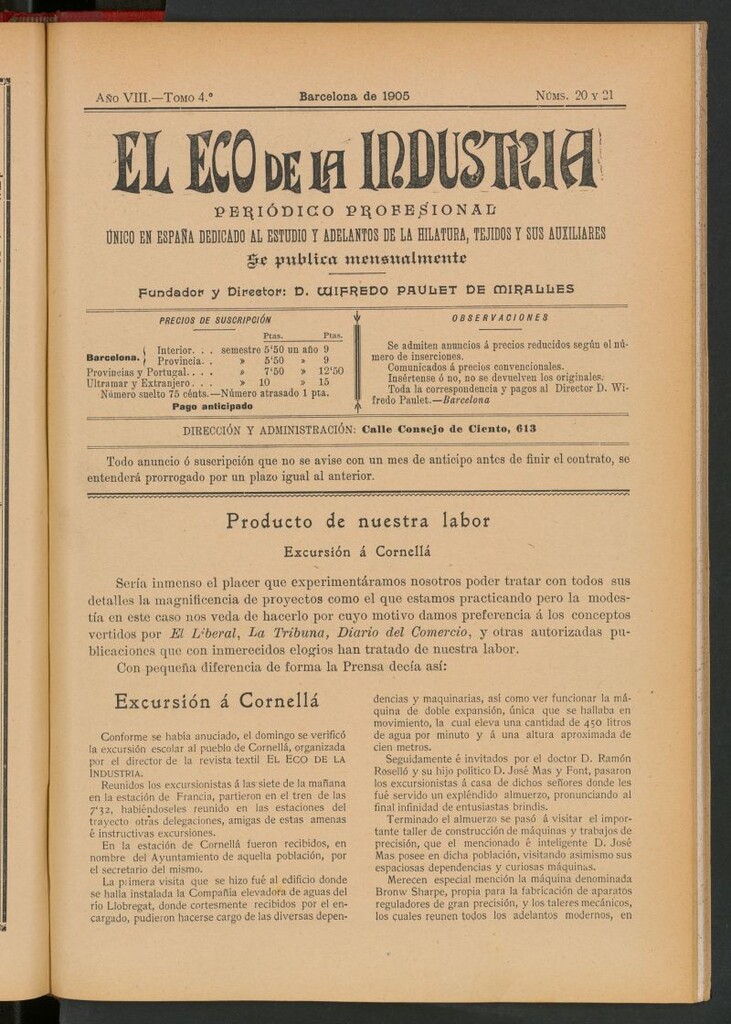 Año VIII.—Tomo 4.º Barcelona de 1905 Núms. 20 y 21
EL ECO DE LA INDUSTRIA
PERIÓDICO PROFESIONAL
ÚNICO EN ESPAÑA DEDICADO AL ESTUDIO Y ADELANTOS DE LA HILATURA, TEJIDOS Y SUS AUXILIARES
Se publica mensualmente
Fundador y Director: D. WIFREDO PAULET DE MIRALLES
PRECIOS DE SUSCRIPCIÓN
Ptas. Ptas.
Barcelona. { Interior. . . semestre 5'50 un año 9
Provincia. . » 5'50 » 9
Provincias y Portugal. . . . » 7'50 » 12'50
Ultramar y Extranjero. . . . » 10 » 15
Número suelto 75 cénts.—Número atrasado 1 pta.
Pago anticipado
OBSERVACIONES
Se admiten anuncios á precios reducidos según el nú-
mero de inserciones.
Comunicados á precios convencionales.
Insértense ó no, no se devuelven los originales.
Toda la correspondencia y pagos al Director D. Wi-
fredo Paulet.—Barcelona
DIRECCIÓN Y ADMINISTRACIÓN: Calle Consejo de Ciento, 613
Todo anuncio ó suscripción que no se avise con un mes de anticipo antes de finir el contrato, se
entenderá prorrogado por un plazo igual al anterior.
Producto de nuestra labor
Excursión á Cornellá
Sería inmenso el placer que experimentáramos nosotros poder tratar con todos sus
detalles la magnificencia de proyectos como el que estamos practicando pero la modes-
tía en este caso nos veda de hacerlo por cuyo motivo damos preferencia á los conceptos
vertidos por El Liberal, La Tribuna, Diario del Comercio, y otras autorizadas pu-
blicaciones que con inmerecidos elogios han tratado de nuestra labor.
Con pequeña diferencia de forma la Prensa decía así:
Excursión á Cornellá
Conforme se había anuciado, el domingo se verificó
la excursión escolar al pueblo de Cornellá, organizada
por el director de la revista textil El Eco de la
Industria.
Reunidos los excursionistas á las siete de la mañana
en la estación de Francia, partieron en el tren de las
7'32, habiéndoseles reunido en las estaciones del
trayecto otras delegaciones, amigas de estas amenas
é instructivas excursiones.
En la estación de Cornellá fueron recibidos, en
nombre del Ayuntamiento de aquella población, por
el secretario del mismo.
La primera visita que se hizo fué al edificio donde
se halla instalada la Compañía elevadora de aguas del
río Llobregat, donde cortesmente recibidos por el en-
cargado, pudieron hacerse cargo de las diversas depen-
dencias y maquinarias, así como ver funcionar la má-
quina de doble expansión, única que se hallaba en
movimiento, la cual eleva una cantidad de 450 litros
de agua por minuto y á una altura aproximada de
cien metros.
Seguidamente é invitados por el doctor D. Ramón
Roselló y su hijo político D. José Mas y Font, pasaron
los excursionistas á casa de dichos señores donde les
fué servido un expléndido almuerzo, pronunciando al
final infinidad de entusiastas brindis.
Terminado el almuerzo se pasó á visitar el impor-
tante taller de construcción de máquinas y trabajos de
precisión, que el mencionado é inteligente D. José
Mas posee en dicha población, visitando asimismo sus
espaciosas dependencias y curiosas máquinas.
Merecen especial mención la máquina denominada
Bronw Sharpe, propia para la fabricación de aparatos
reguladores de gran precisión, y los taleres mecánicos,
los cuales reunen todos los adelantos modernos, en